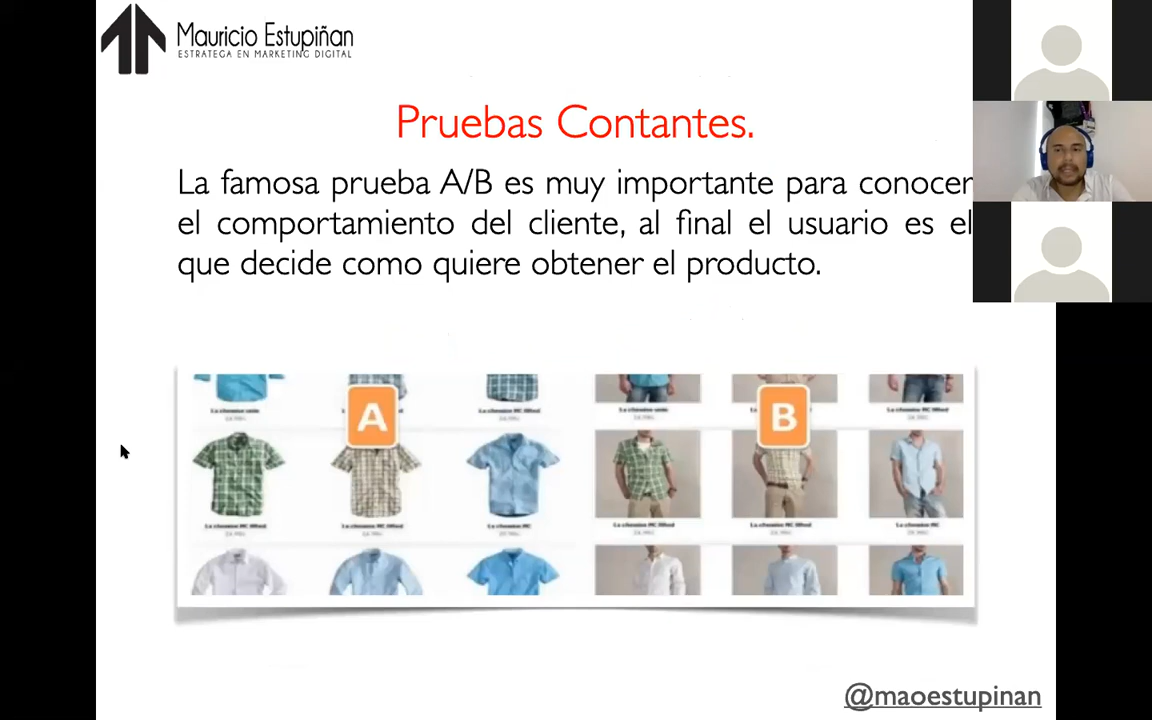 Mauricio Estupiñan
ESTRATEGA EN MARKETING DIGITAL
Pruebas Contantes.
La famosa prueba A/B es muy importante para conocer
el comportamiento del cliente, al final el usuario es el
que decide como quiere obtener el producto.
A
B
@maoestupinan